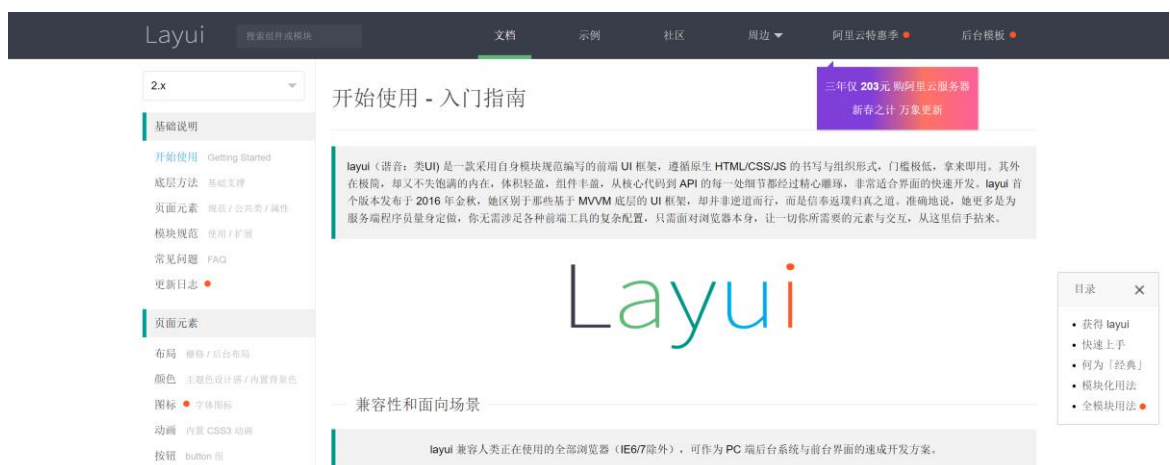 Layui
搜索组件或模块
文档
示例
社区
周边
阿里云特惠季
后台模板
2.x
基础说明
开始使用 Getting Started
底层方法 基础支撑
页面元素 规范 / 公共类 / 属性
模块规范 使用 / 扩展
常见问题 FAQ
更新日志
页面元素
布局 栅格 / 后台布局
颜色 主题色设计感 / 内置背景色
图标 字体图标
动画 内置 CSS3 动画
按钮 button 组
开始使用 - 入门指南
三年仅 203元 购阿里云服务器
新春之计 万象更新
layui（谐音：类UI) 是一款采用自身模块规范编写的前端 UI 框架，遵循原生 HTML/CSS/JS 的书写与组织形式，门槛极低，拿来即用。其外
在极简，却又不失饱满的内在，体积轻盈，组件丰盈，从核心代码到 API 的每一处细节都经过精心雕琢，非常适合界面的快速开发。layui 首
个版本发布于 2016 年金秋，她区别于那些基于 MVVM 底层的 UI 框架，却并非逆道而行，而是信奉返璞归真之道。准确地说，她更多是为
服务端程序员量身定做，你无需涉足各种前端工具的复杂配置，只需面对浏览器本身，让一切你所需要的元素与交互，从这里信手拈来。
Layui
兼容性和面向场景
layui 兼容人类正在使用的全部浏览器（IE6/7除外），可作为 PC 端后台系统与前台界面的速成开发方案。
目录
获得 layui
快速上手
何为「经典」
模块化用法
全模块用法